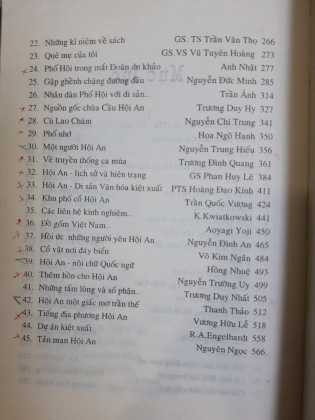 22. Những kỉ niệm về sách GS. TS Trần Văn Thọ 266
23. Quê mẹ của tôi GS.VS Vũ Tuyên Hoàng 273
24. Phố Hội trong mắt Đoàn du khảo Anh Nhật 277
25. Gập ghềnh chặng đường đầu Nguyễn Đức Minh 285
26. Nhân dân Phố Hội với di sản.. Trần Ánh 314
27. Nguồn gốc chùa Cầu Hội An Trương Duy Hy 327
28. Cù Lao Chàm Nguyễn Chí Trung 341
29. Phố nhớ Họa Ngõ Hanh 350
30. Một người Hội An Nguyễn Trung Hiếu 356
31. Về truyền thống ca múa Trương Đình Quang 361
32. Hội An - lịch sử và hiện trạng GS Phan Huy Lê 384
33. Hội An - Di sản Văn hóa kiệt xuất PTS Hoàng Đạo Kính 411
34. Khu phố cổ Hội An Trần Quốc Vượng 424
35. Các liên hệ kinh nghiệm.. K.Kwiatkowski 441
36. Đồ gốm Việt Nam.. Aoyagi Yoji 450
37. Hồi ức những người yêu Hội An Nguyễn Đình An 465
38. Cổ vật nơi đáy biển Võ Kim Ngân 484
39. Hội An - nôi chữ Quốc ngữ Hồng Nhuệ 493
40. Thêm hồn cho Hội An Nguyễn Trường Uy 499
41. Những tấm lòng và số phận.. Trương Duy Nhất 505
42. Hội An một giấc mơ trần thế Thanh Thảo 512
43. Tiếng địa phương Hội An Vương Hữu Lễ 518
44. Dự án kiệt xuất R.A.Engelhardt 558
45. Tản mạn Hội An Nguyên Ngọc 566